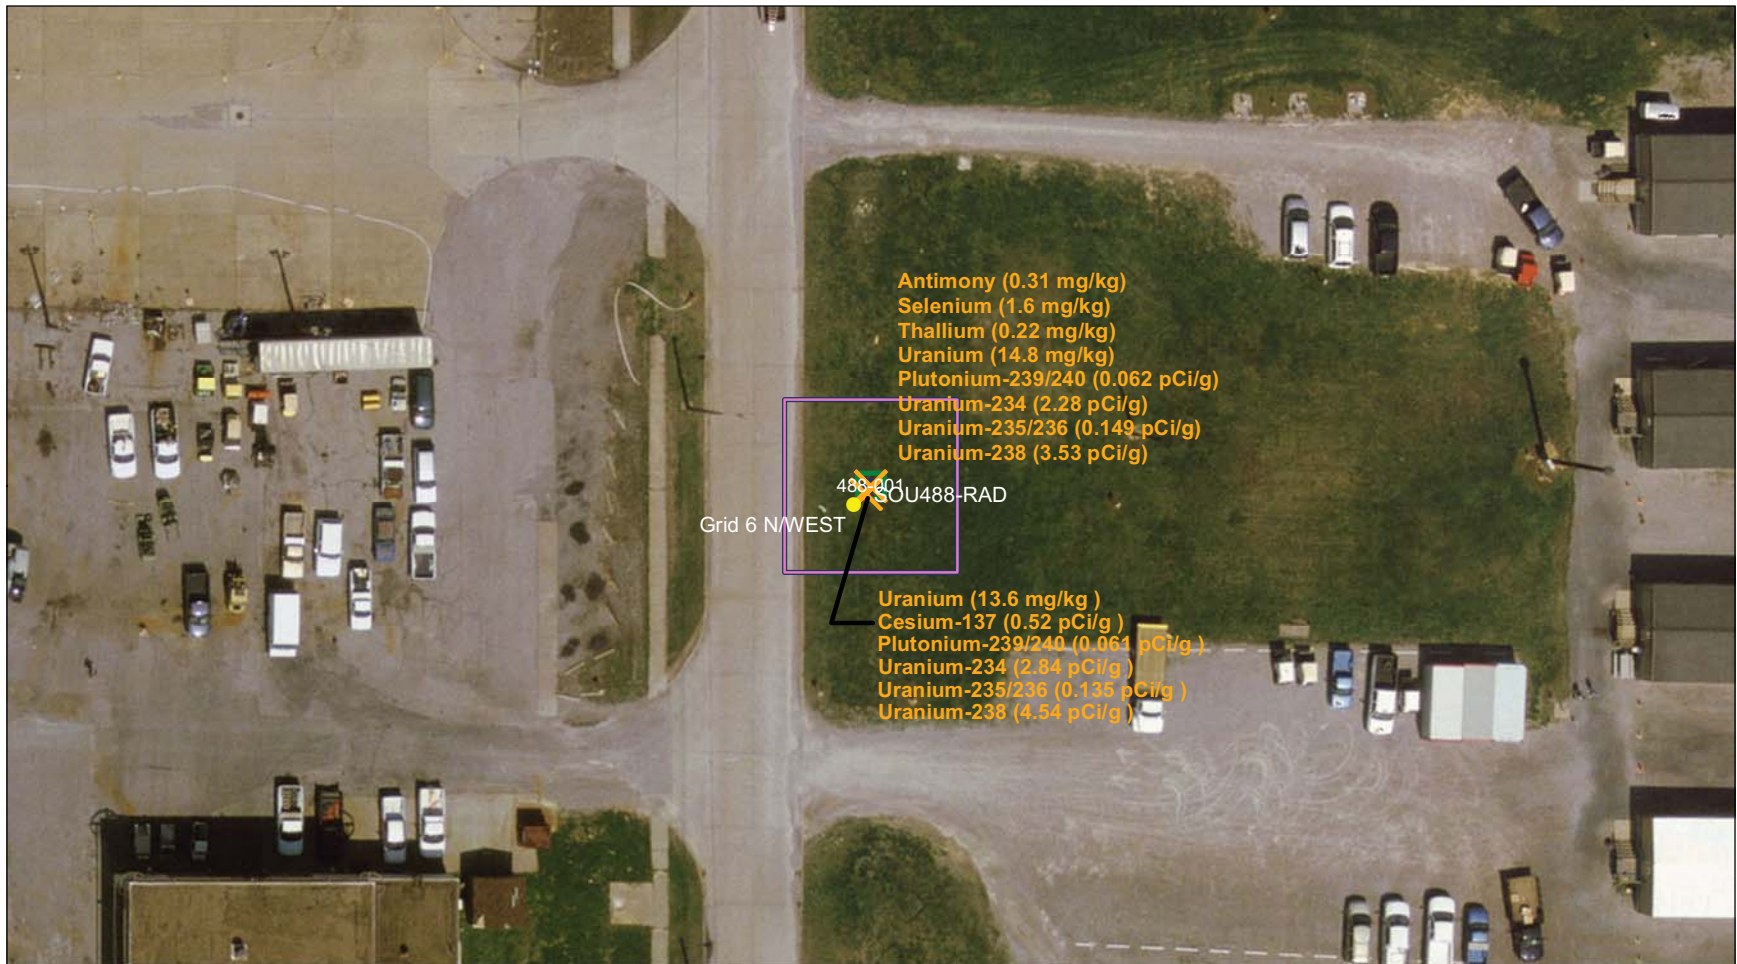 Antimony (0.31 mg/kg)
Selenium (1.6 mg/kg)
Thallium (0.22 mg/kg)
Uranium (14.8 mg/kg)
Plutonium-239/240 (0.062 pCi/g)
Uranium-234 (2.28 pCi/g)
Uranium-235/236 (0.149 pCi/g)
Uranium-238 (3.53 pCi/g)
488-001
SOU488-RAD
Grid 6 N/WEST
Uranium (13.6 mg/kg )
Cesium-137 (0.52 pCi/g )
Plutonium-239/240 (0.061 pCi/g )
Uranium-234 (2.84 pCi/g )
Uranium-235/236 (0.135 pCi/g )
Uranium-238 (4.54 pCi/g )